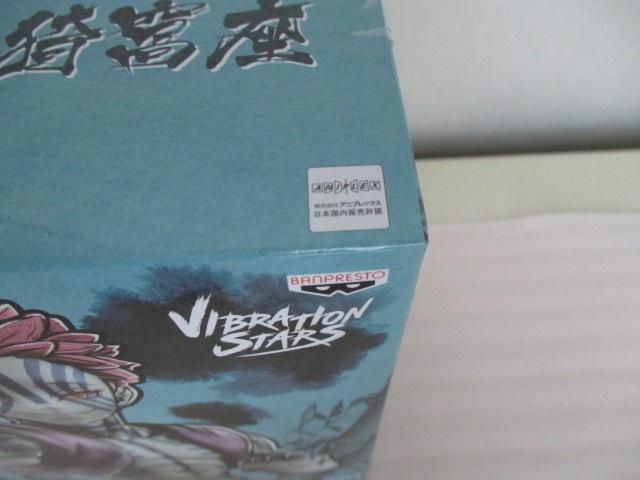 猗窩座
ANIPLEX
株式会社アニプレックス
日本国内販売許諾
BANPRESTO
VIBRATION
STARS